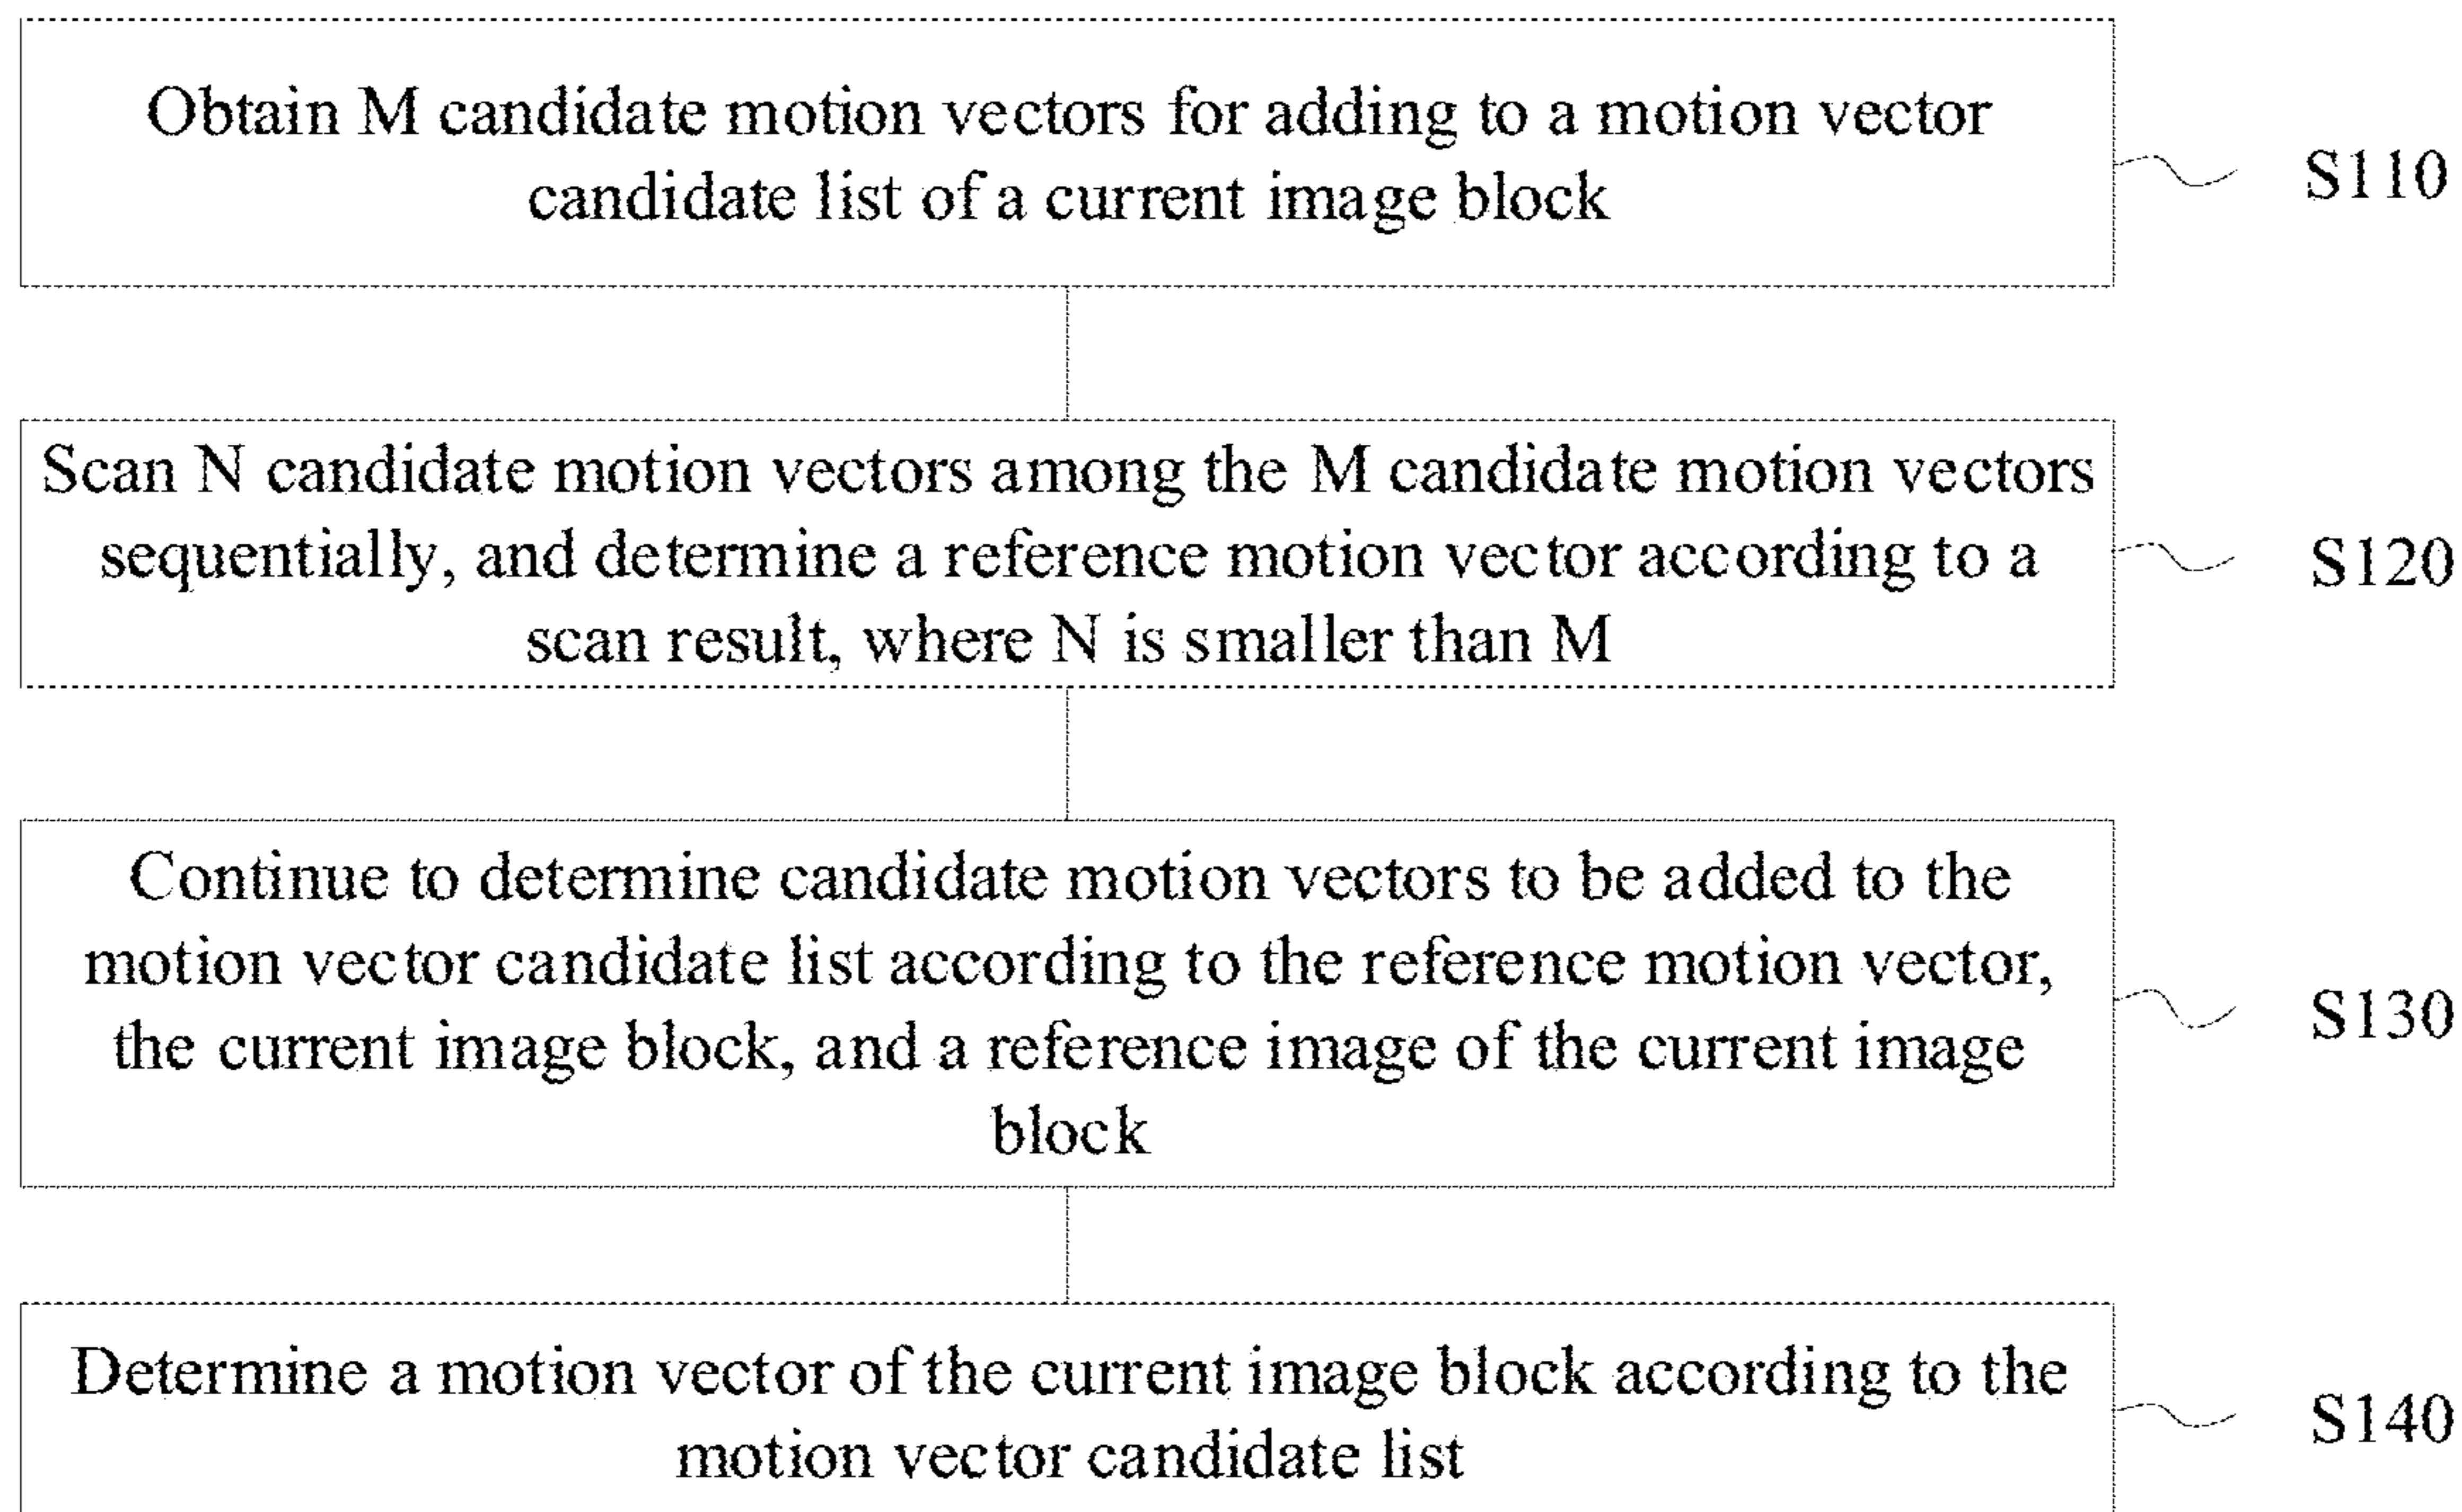 Obtain M candidate motion vectors for adding to a motion vector
candidate list of a current image block
S110
Scan N candidate motion vectors among the M candidate motion vectors
sequentially, and determine a reference motion vector according to a
scan result, where N is smaller than M
S120
Continue to determine candidate motion vectors to be added to the
motion vector candidate list according to the reference motion vector,
the current image block, and a reference image of the current image
block
S130
Determine a motion vector of the current image block according to the
motion vector candidate list
S140